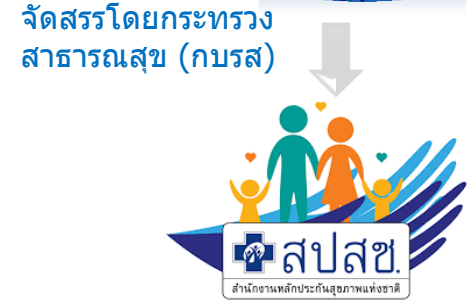 จัดสรรโดยกระทรวง
สาธารณสุข (กบรส)
สปสช.
สำนักงานหลักประกันสุขภาพแห่งชาติ